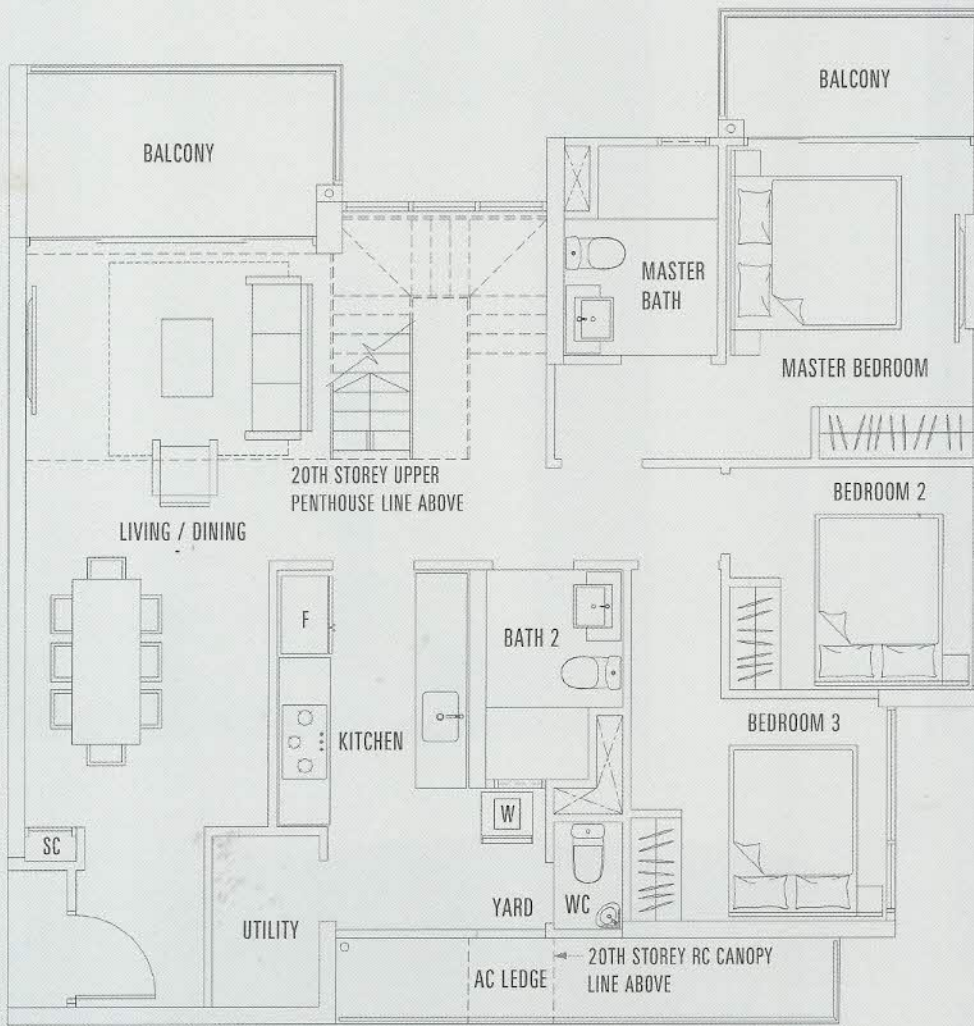 BALCONY
BALCONY
MASTER
BATH
MASTER BEDROOM
20TH STOREY UPPER
PENTHOUSE LINE ABOVE
BEDROOM 2
LIVING / DINING
F
BATH 2
KITCHEN
BEDROOM 3
W
SC
UTILITY
YARD
WC
AC LEDGE
20TH STOREY RC CANOPY
LINE ABOVE